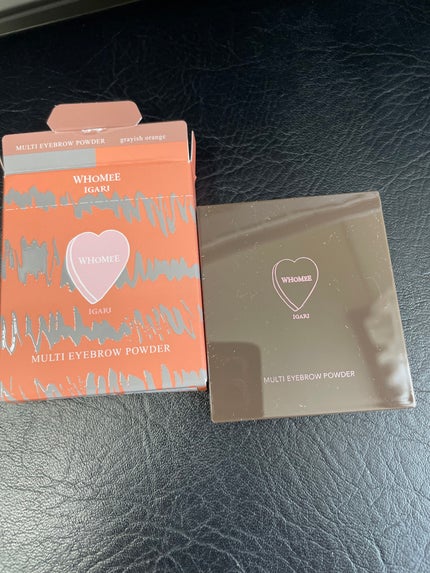 MULTI EYEBROW POWDER grayish orange
WHOMEE
IGARI
WHOMEE
IGARI
MULTI EYEBROW POWDER
WHOMEE
IGARI
MULTI EYEBROW POWDER